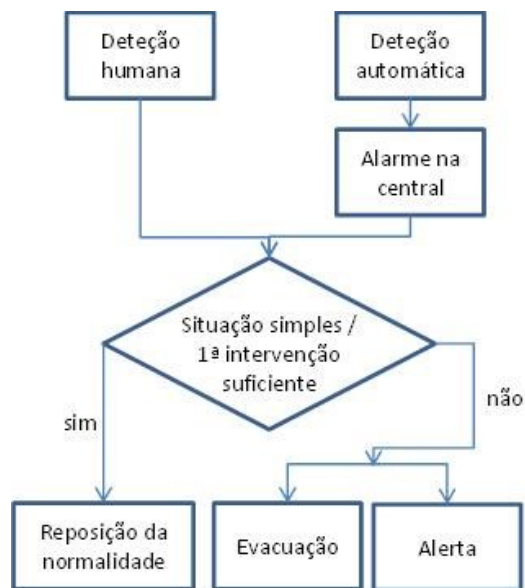 Deteção
humana
Deteção
automática
Alarme na
central
Situação simples /
1ª intervenção
suficiente
sim
não
Reposição da
normalidade
Evacuação
Alerta